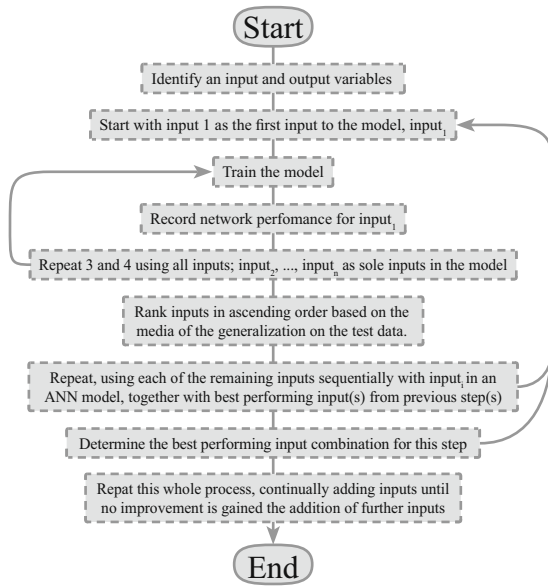 Start
Identify an input and output variables
Start with input 1 as the first input to the model, input₁
Train the model
Record network perfomance for input₁
Repeat 3 and 4 using all inputs; input₂, ..., inputₙ as sole inputs in the model
Rank inputs in ascending order based on the
media of the generalization on the test data.
Repeat, using each of the remaining inputs sequentially with inputᵢ in an
ANN model, together with best performing input(s) from previous step(s)
Determine the best performing input combination for this step
Repat this whole process, continually adding inputs until
no improvement is gained the addition of further inputs
End